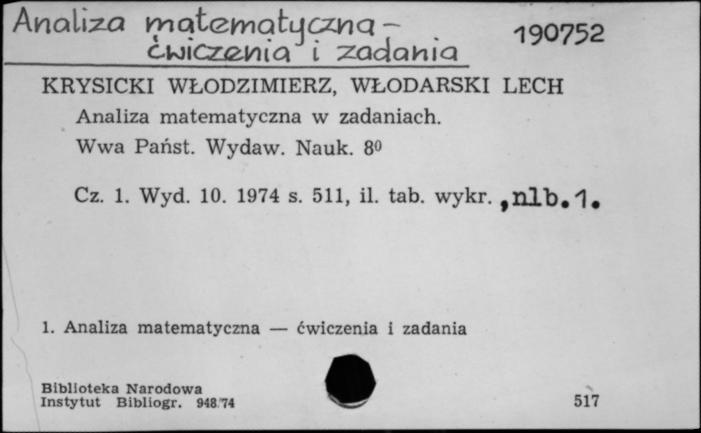 Analiza matematyczna –
ćwiczenia i zadania
190752
KRYSICKI WŁODZIMIERZ, WŁODARSKI LECH
Analiza matematyczna w zadaniach.
Wwa Państ. Wydaw. Nauk. 8º
Cz. 1. Wyd. 10. 1974 s. 511, il. tab. wykr. , nlb. 1.
1. Analiza matematyczna — ćwiczenia i zadania
Biblioteka Narodowa
Instytut Bibliogr. 948/74
517